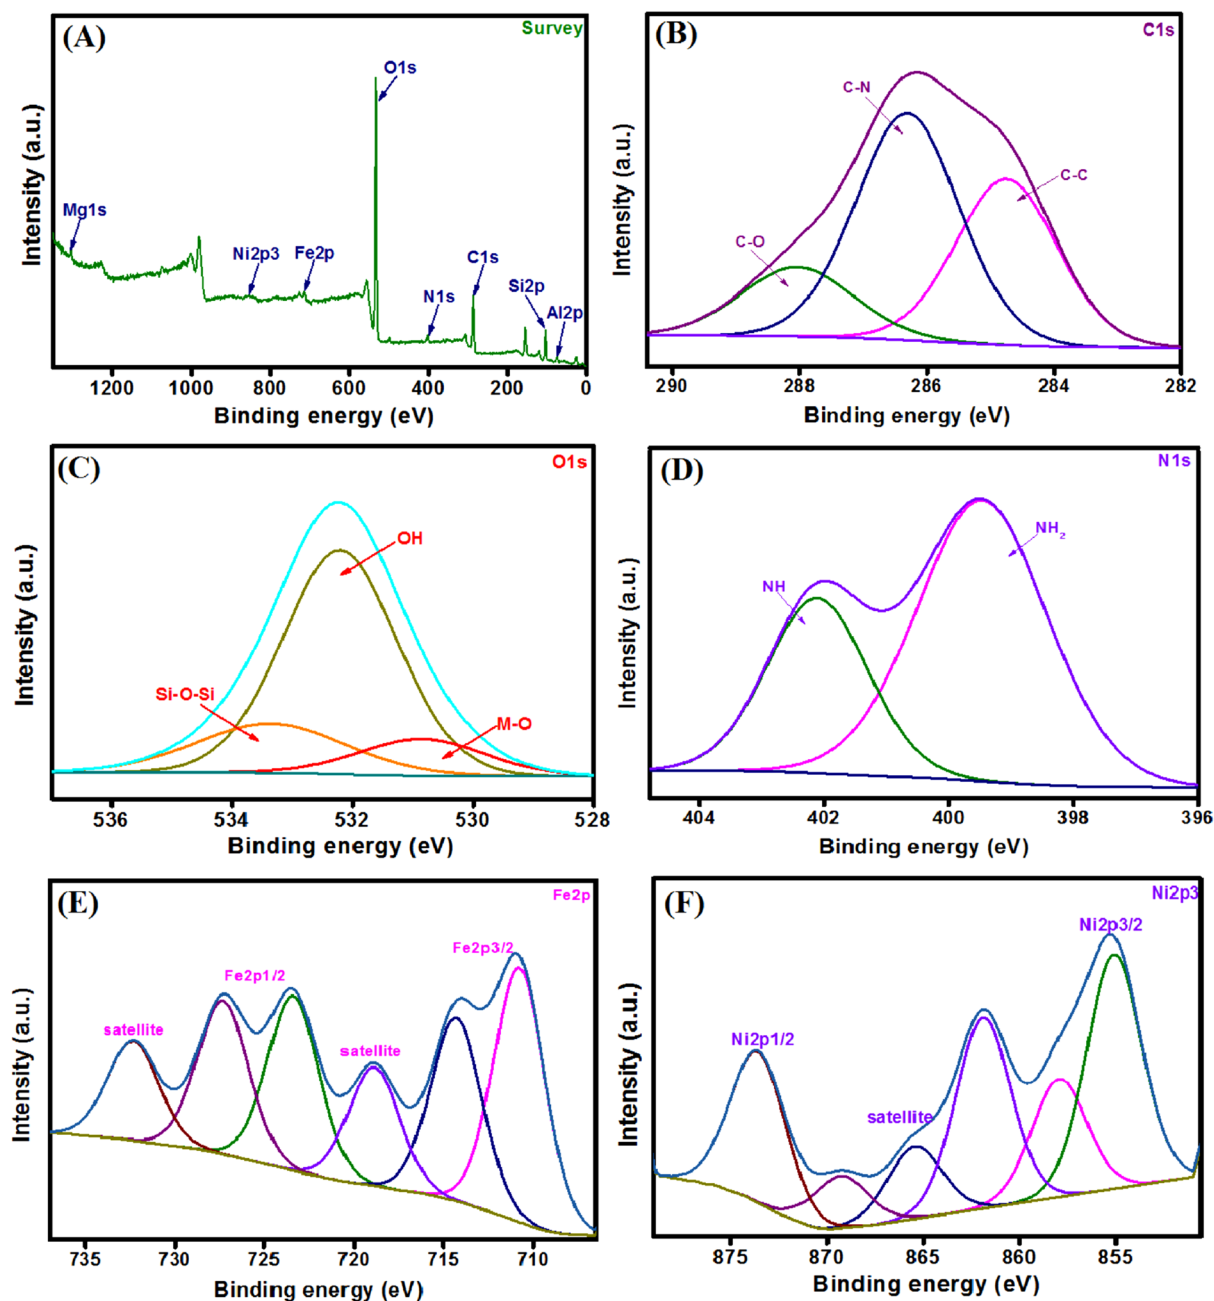 (A)
Survey
O1s
Mg1s
Ni2p3
Fe2p
N1s
C1s
Si2p
Al2p
Intensity (a.u.)
1200 1000 800 600 400 200 0
Binding energy (eV)
(B)
C1s
C-N
C-C
C-O
Intensity (a.u.)
290 288 286 284 282
Binding energy (eV)
(C)
O1s
OH
Si-O-Si
M-O
Intensity (a.u.)
536 534 532 530 528
Binding energy (eV)
(D)
N1s
NH₂
NH
Intensity (a.u.)
404 402 400 398 396
Binding energy (eV)
(E)
Fe2p
Fe2p3/2
Fe2p1/2
satellite
satellite
Intensity (a.u.)
735 730 725 720 715 710
Binding energy (eV)
(F)
Ni2p3
Ni2p3/2
Ni2p1/2
satellite
Intensity (a.u.)
875 870 865 860 855
Binding energy (eV)